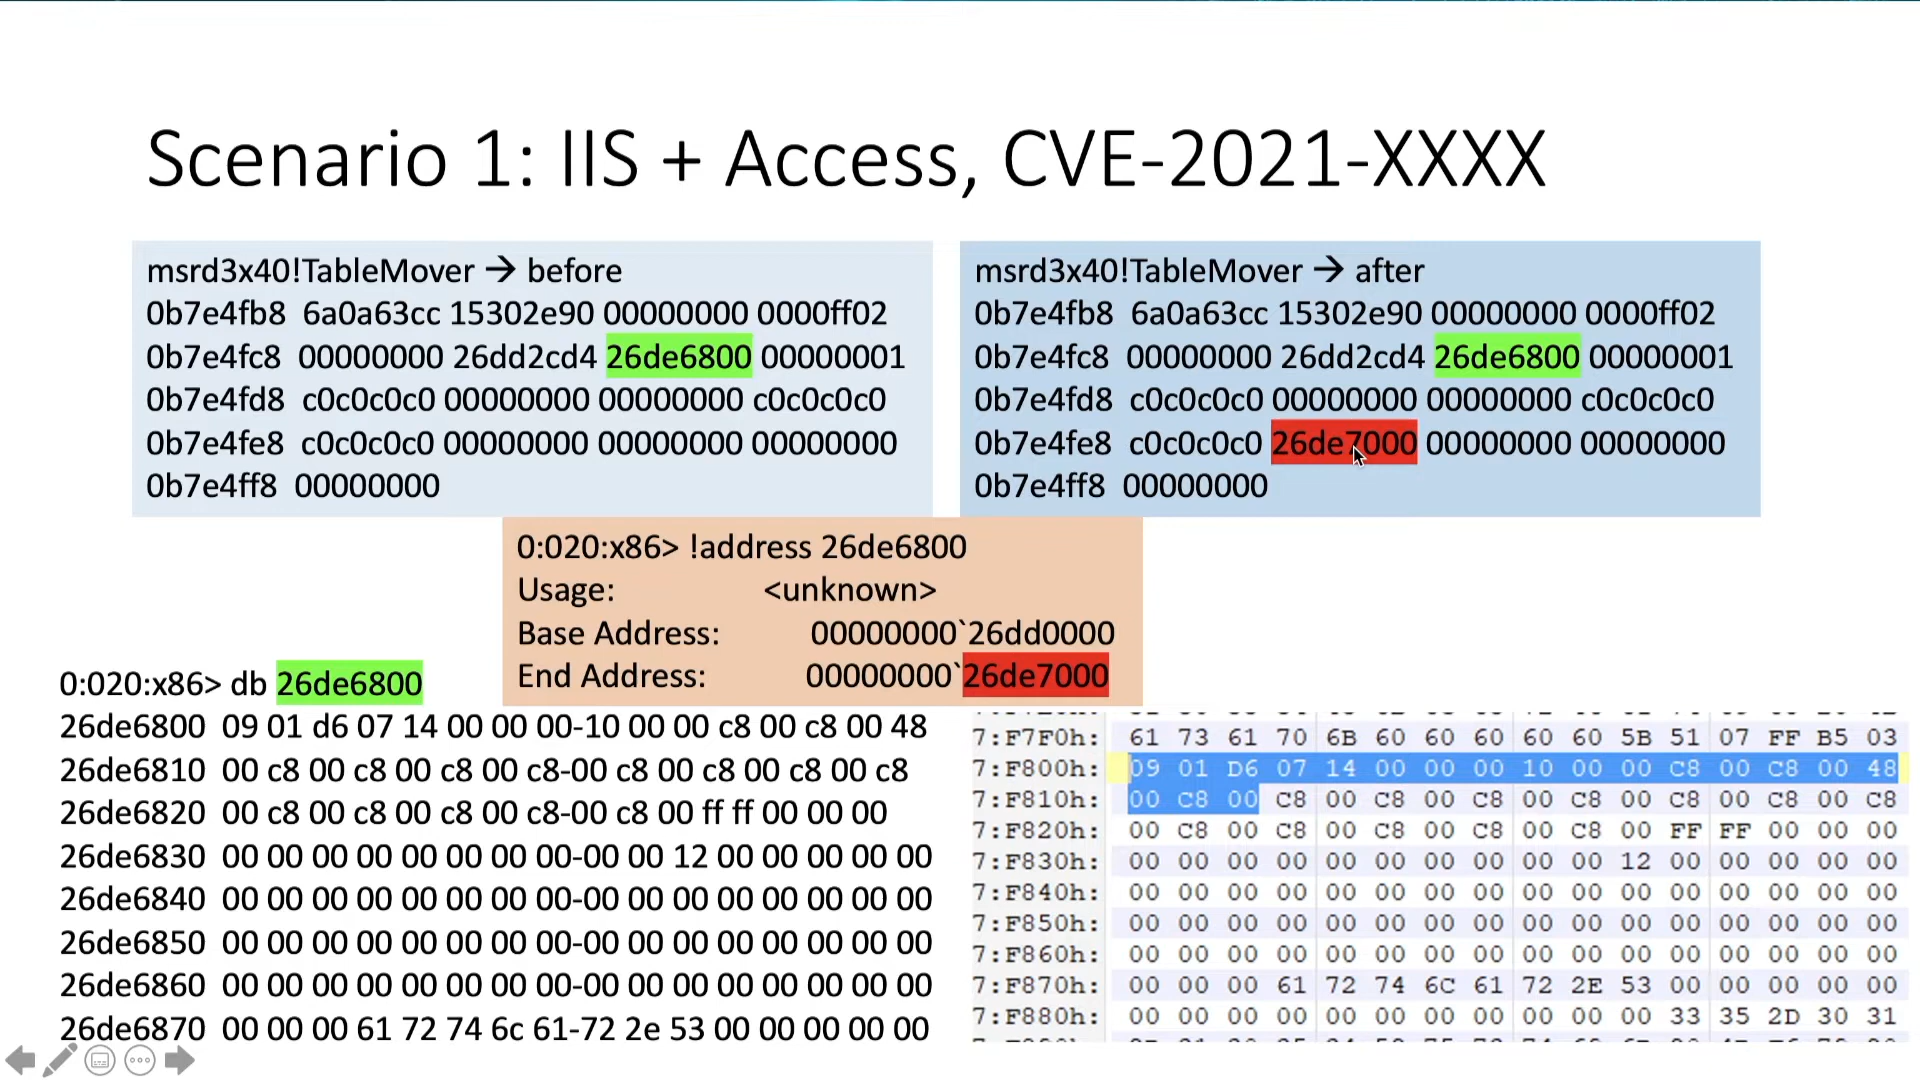 Scenario 1: IIS + Access, CVE-2021-XXXX
msrd3x40!TableMover → before
0b7e4fb8 6a0a63cc 15302e90 00000000 0000ff02
0b7e4fc8 00000000 26dd2cd4 26de6800 00000001
0b7e4fd8 c0c0c0c0 00000000 00000000 c0c0c0c0
0b7e4fe8 c0c0c0c0 00000000 00000000 00000000
0b7e4ff8 00000000
msrd3x40!TableMover → after
0b7e4fb8 6a0a63cc 15302e90 00000000 0000ff02
0b7e4fc8 00000000 26dd2cd4 26de6800 00000001
0b7e4fd8 c0c0c0c0 00000000 00000000 c0c0c0c0
0b7e4fe8 c0c0c0c0 26de7000 00000000 00000000
0b7e4ff8 00000000
0:020:x86> !address 26de6800
Usage: <unknown>
Base Address: 00000000`26dd0000
End Address: 00000000`26de7000
0:020:x86> db 26de6800
26de6800 09 01 d6 07 14 00 00 00-10 00 00 c8 00 c8 00 48
26de6810 00 c8 00 c8 00 c8 00 c8-00 c8 00 c8 00 c8 00 c8
26de6820 00 c8 00 c8 00 c8 00 c8-00 c8 00 ff ff 00 00 00
26de6830 00 00 00 00 00 00 00 00-00 00 12 00 00 00 00 00
26de6840 00 00 00 00 00 00 00 00-00 00 00 00 00 00 00 00
26de6850 00 00 00 00 00 00 00 00-00 00 00 00 00 00 00 00
26de6860 00 00 00 00 00 00 00 00-00 00 00 00 00 00 00 00
26de6870 00 00 00 61 72 74 6c 61-72 2e 53 00 00 00 00 00
7:F7F0h: 61 73 61 70 6B 60 60 60 60 60 5B 51 07 FF B5 03
7:F800h: 09 01 D6 07 14 00 00 00 10 00 00 C8 00 C8 00 48
7:F810h: 00 C8 00 C8 00 C8 00 C8 00 C8 00 C8 00 C8 00 C8
7:F820h: 00 C8 00 C8 00 C8 00 C8 00 C8 00 FF FF 00 00 00
7:F830h: 00 00 00 00 00 00 00 00 00 00 12 00 00 00 00 00
7:F840h: 00 00 00 00 00 00 00 00 00 00 00 00 00 00 00 00
7:F850h: 00 00 00 00 00 00 00 00 00 00 00 00 00 00 00 00
7:F860h: 00 00 00 00 00 00 00 00 00 00 00 00 00 00 00 00
7:F870h: 00 00 00 61 72 74 6C 61 72 2E 53 00 00 00 00 00
7:F880h: 00 00 00 00 00 00 00 00 00 00 00 33 35 2D 30 31